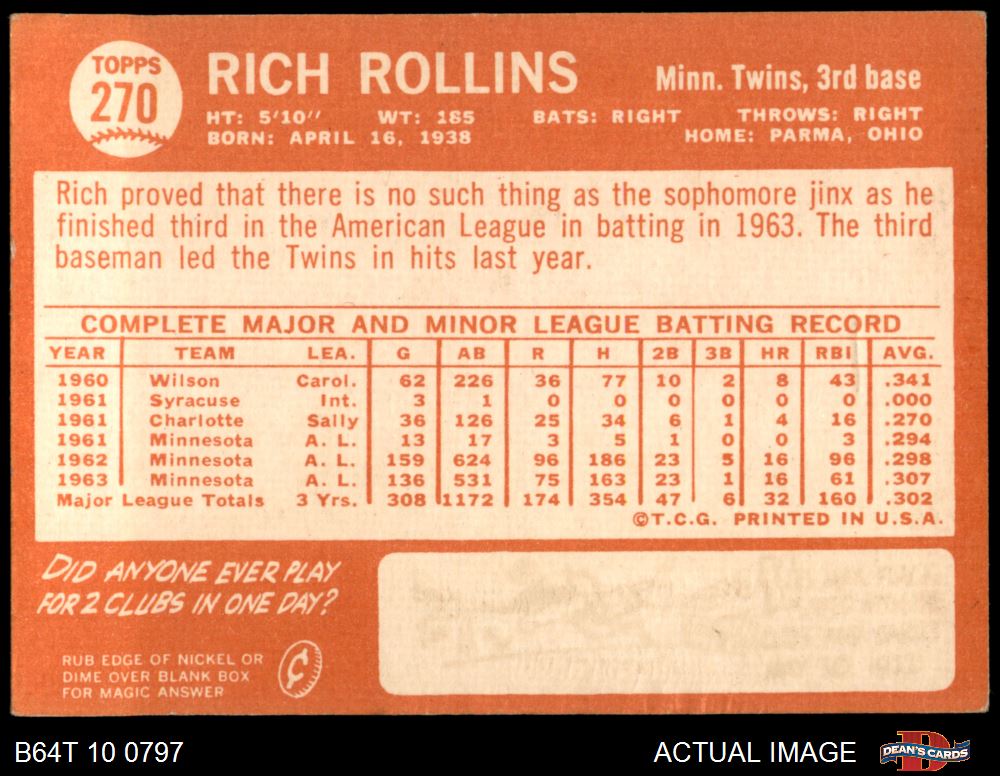 TOPPS
270
RICH ROLLINS
Minn. Twins, 3rd base
HT: 5'10" WT: 185 BATS: RIGHT THROWS: RIGHT
BORN: APRIL 16, 1938 HOME: PARMA, OHIO
Rich proved that there is no such thing as the sophomore jinx as he
finished third in the American League in batting in 1963. The third
baseman led the Twins in hits last year.
COMPLETE MAJOR AND MINOR LEAGUE BATTING RECORD
YEAR TEAM LEA. G AB R H 2B 3B HR RBI AVG.
1960 Wilson Carol. 62 226 36 77 10 2 8 43 .341
1961 Syracuse Int. 3 1 0 0 0 0 0 0 .000
1961 Charlotte Sally 36 126 25 34 6 1 4 16 .270
1961 Minnesota A. L. 13 17 3 5 1 0 0 3 .294
1962 Minnesota A. L. 159 624 96 186 23 5 16 96 .298
1963 Minnesota A. L. 136 531 75 163 23 1 16 61 .307
Major League Totals 3 Yrs. 308 1172 174 354 47 6 32 160 .302
©T.C.G. PRINTED IN U.S.A.
DID ANYONE EVER PLAY
FOR 2 CLUBS IN ONE DAY?
RUB EDGE OF NICKEL OR
DIME OVER BLANK BOX
FOR MAGIC ANSWER
B64T 10 0797
ACTUAL IMAGE
DEAN'S CARDS